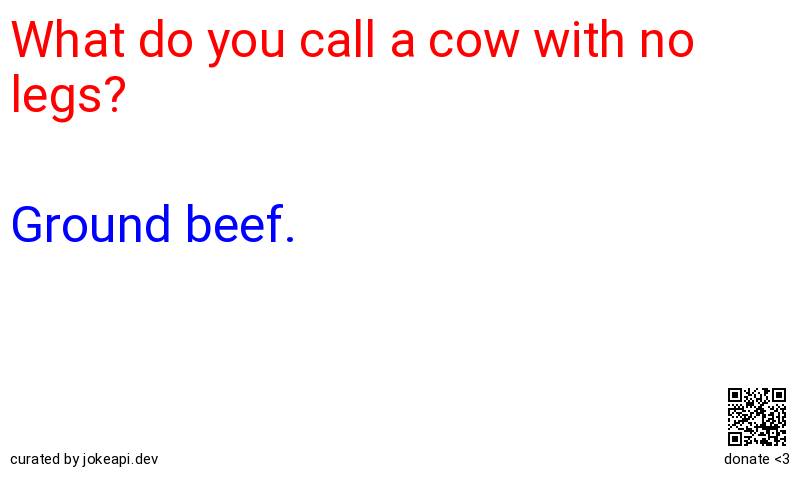 What do you call a cow with no
legs?
Ground beef.
curated by jokeapi.dev
donate <3